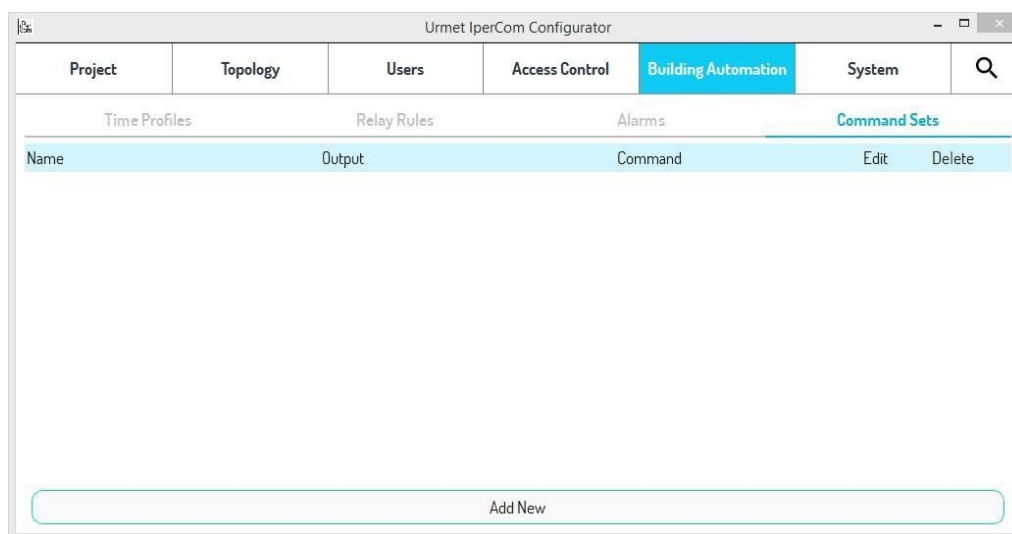 Urmet IperCom Configurator
Project Topology Users Access Control Building Automation System
Time Profiles Relay Rules Alarms Command Sets
Name Output Command Edit Delete
Add New